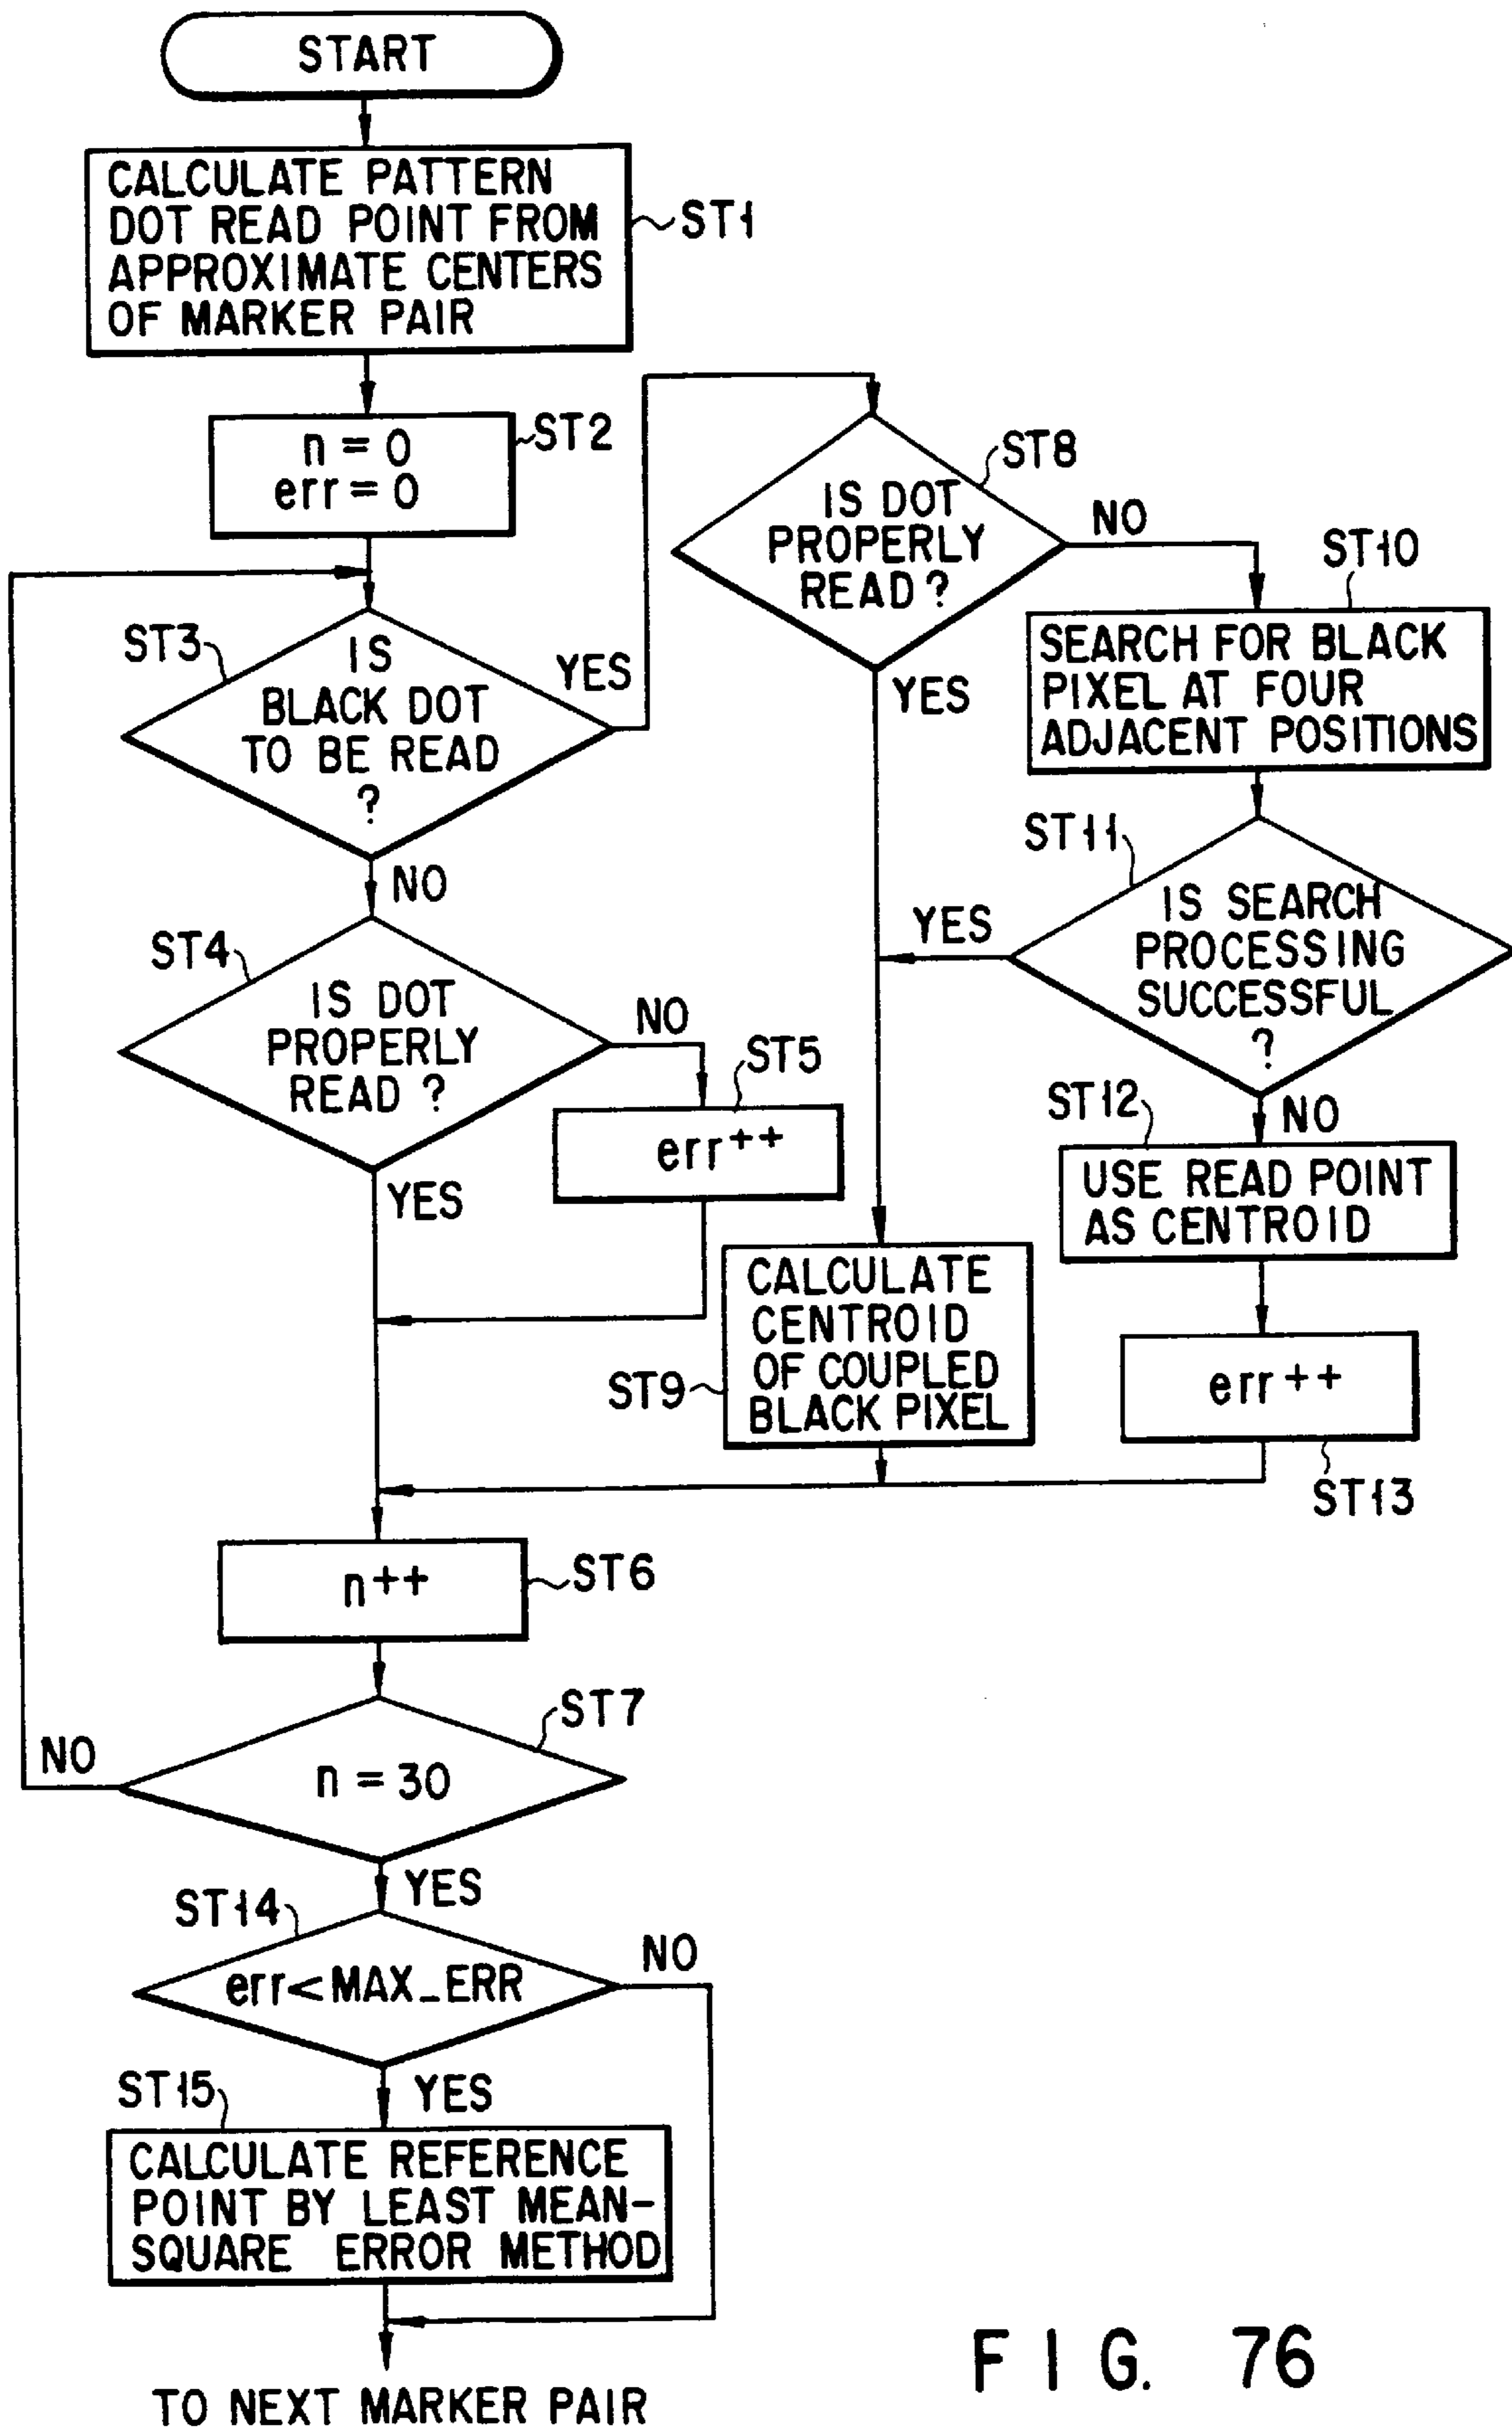 START
CALCULATE PATTERN
DOT READ POINT FROM
APPROXIMATE CENTERS
OF MARKER PAIR
ST1
n = 0
err = 0
ST2
ST3
IS
BLACK DOT
TO BE READ
?
YES
NO
ST8
IS DOT
PROPERLY
READ ?
NO
YES
ST10
SEARCH FOR BLACK
PIXEL AT FOUR
ADJACENT POSITIONS
ST11
IS SEARCH
PROCESSING
SUCCESSFUL
?
YES
NO
ST4
IS DOT
PROPERLY
READ ?
NO
YES
ST5
err++
ST12
USE READ POINT
AS CENTROID
ST9
CALCULATE
CENTROID
OF COUPLED
BLACK PIXEL
err++
ST13
n++
ST6
ST7
n = 30
NO
YES
ST14
err<MAX_ERR
NO
YES
ST15
CALCULATE REFERENCE
POINT BY LEAST MEAN-
SQUARE ERROR METHOD
TO NEXT MARKER PAIR
FIG. 76